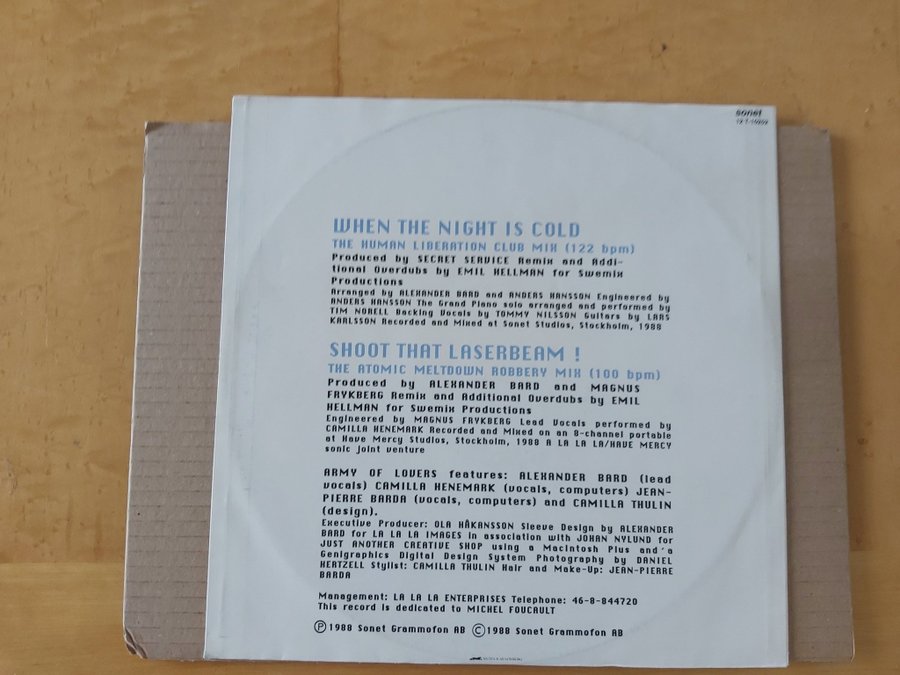 sonet
WHEN THE NIGHT IS COLD
THE HUMAN LIBERATION CLUB MIX (122 bpm)
Produced by SECRET SERVICE Remix and Addi-
tional Overdubs by EMIL HELLMAN for Swemix
Productions
Arranged by ALEXANDER BARD and ANDERS HANSSON Engineered by
ANDERS HANSSON The Grand Piano solo arranged and performed by
TIM NORELL Backing Vocals by TOMMY NILSSON Guitars by LARS
KARLSSON Recorded and Mixed at Sonet Studios, Stockholm, 1988
SHOOT THAT LASERBEAM !
THE ATOMIC MELTDOWN ROBBERY MIX (100 bpm)
Produced by ALEXANDER BARD and MAGNUS
FRYKBERG Remix and Additional Overdubs by EMIL
HELLMAN for Swemix Productions
Engineered by MAGNUS FRYKBERG Lead Vocals performed by
CAMILLA HENEMARK Recorded and Mixed on an 8-channel portable
at Have Mercy Studios, Stockholm, 1988 A LA LA LA/HAVE MERCY
sonic joint venture
ARMY OF LOVERS features: ALEXANDER BARD (lead
vocals) CAMILLA HENEMARK (vocals, computers) JEAN-
PIERRE BARDA (vocals, computers) and CAMILLA THULIN
(design).
Executive Producer: OLA HÅKANSSON Sleeve Design by ALEXANDER
BARD for LA LA LA IMAGES in association with JOHAN NYLUND for
JUST ANOTHER CREATIVE SHOP using a Macintosh Plus and a
Genigraphics Digital Design System Photography by DANIEL
HERTZELL Stylist: CAMILLA THULIN Hair and Make-Up: JEAN-PIERRE
BARDA
Management: LA LA LA ENTERPRISES Telephone: 46-8-844720
This record is dedicated to MICHEL FOUCAULT
Ⓟ1988 Sonet Grammofon AB Ⓒ1988 Sonet Grammofon AB